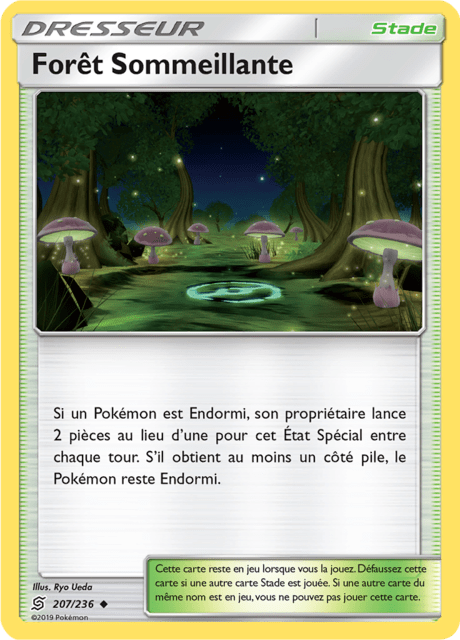 DRESSEUR
Stade
Forêt Sommeillante
Si un Pokémon est Endormi, son propriétaire lance
2 pièces au lieu d'une pour cet État Spécial entre
chaque tour. S'il obtient au moins un côté pile, le
Pokémon reste Endormi.
Cette carte reste en jeu lorsque vous la jouez. Défaussez cette
carte si une autre carte Stade est jouée. Si une autre carte du
même nom est en jeu, vous ne pouvez pas jouer cette carte.
Illus. Ryo Ueda
207/236
©2019 Pokémon